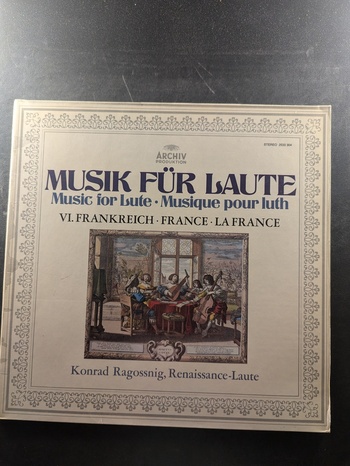 ARCHIV
PRODUKTION
MUSIK FÜR LAUTE
Music for Lute · Musique pour luth
VI. FRANKREICH · FRANCE · LA FRANCE
Konrad Ragossnig, Renaissance-Laute